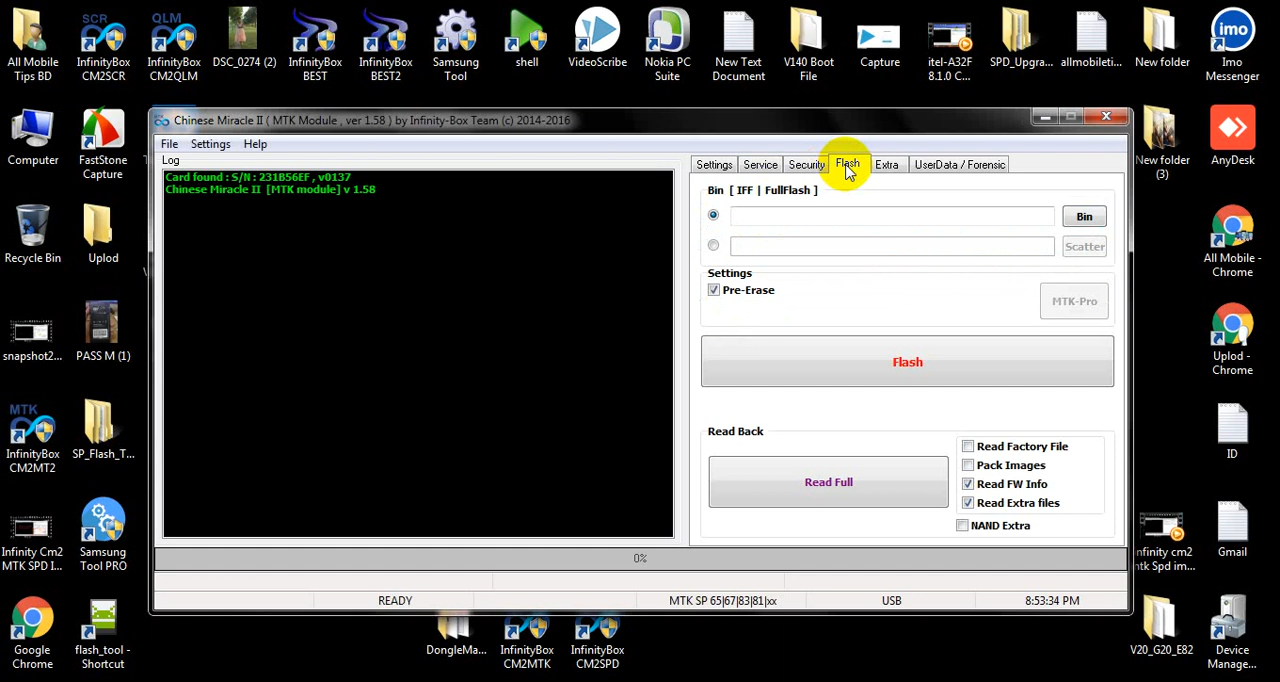 All Mobile
Tips BD
SCR
InfinityBox
CM2SCR
QLM
InfinityBox
CM2QLM
DSC_0274 (2)
InfinityBox
BEST
InfinityBox
BEST2
Samsung
Tool
shell
VideoScribe
Nokia PC
Suite
New Text
Document
V140 Boot
File
Capture
itel-A32F
8.1.0 C...
SPD_Upgra...
allmobileti...
New folder
imo
imo
Messenger
Computer
FastStone
Capture
New folder
(3)
AnyDesk
Recycle Bin
Uplod
All Mobile -
Chrome
snapshot2...
PASS M (1)
Uplod -
Chrome
MTK
InfinityBox
CM2MT2
SP_Flash_T...
ID
Infinity Cm2
MTK SPD I...
Samsung
Tool PRO
infinity cm2
mtk Spd im...
Gmail
Google
Chrome
flash_tool -
Shortcut
DongleMa...
InfinityBox
CM2MTK
InfinityBox
CM2SPD
V20_G20_E82
Device
Manage...
Chinese Miracle II ( MTK Module , ver 1.58 ) by Infinity-Box Team (c) 2014-2016
File Settings Help
Log
Card found : S/N : 231B56EF , v0137
Chinese Miracle II [MTK module] v 1.58
Settings Service Security Flash Extra UserData / Forensic
Bin [ IFF | FullFlash ]
Bin
Scatter
Settings
Pre-Erase
MTK-Pro
Flash
Read Back
Read Full
Read Factory File
Pack Images
Read FW Info
Read Extra files
NAND Extra
0%
READY MTK SP 65|67|83|81|xx USB 8:53:34 PM